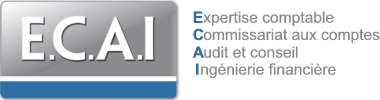 E.C.A.I
Expertise comptable
Commissariat aux comptes
Audit et conseil
Ingénierie financière